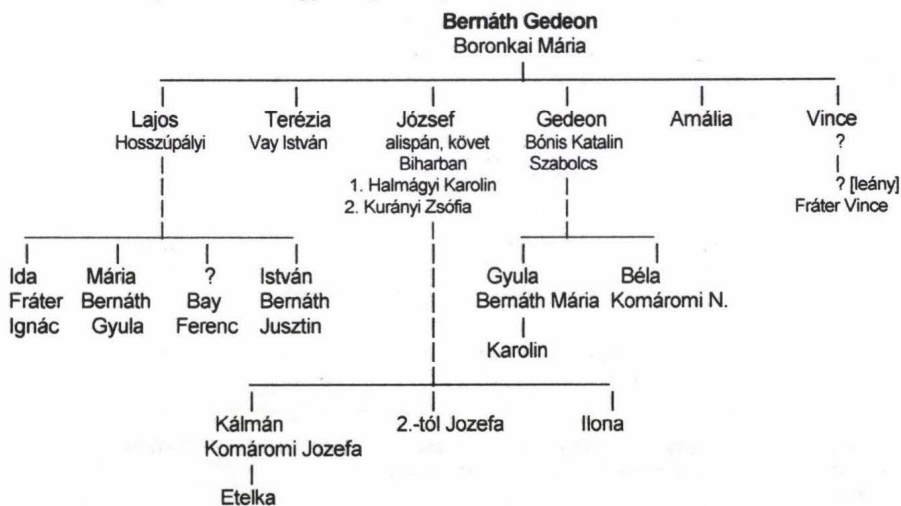 Bernáth Gedeon
Boronkai Mária
Lajos
Hosszúpályi
Terézia
Vay István
József
alispán, követ
Biharban
1. Halmágyi Karolin
2. Kurányi Zsófia
Gedeon
Bónis Katalin
Szabolcs
Amália
Vince
?
? [leány]
Fráter Vince
Ida
Fráter
Ignác
Mária
Bernáth
Gyula
?
Bay
Ferenc
István
Bernáth
Jusztin
Gyula
Bernáth Mária
Karolin
Béla
Komáromi N.
Kálmán
Komáromi Jozefa
Etelka
2.-tól Jozefa
Ilona